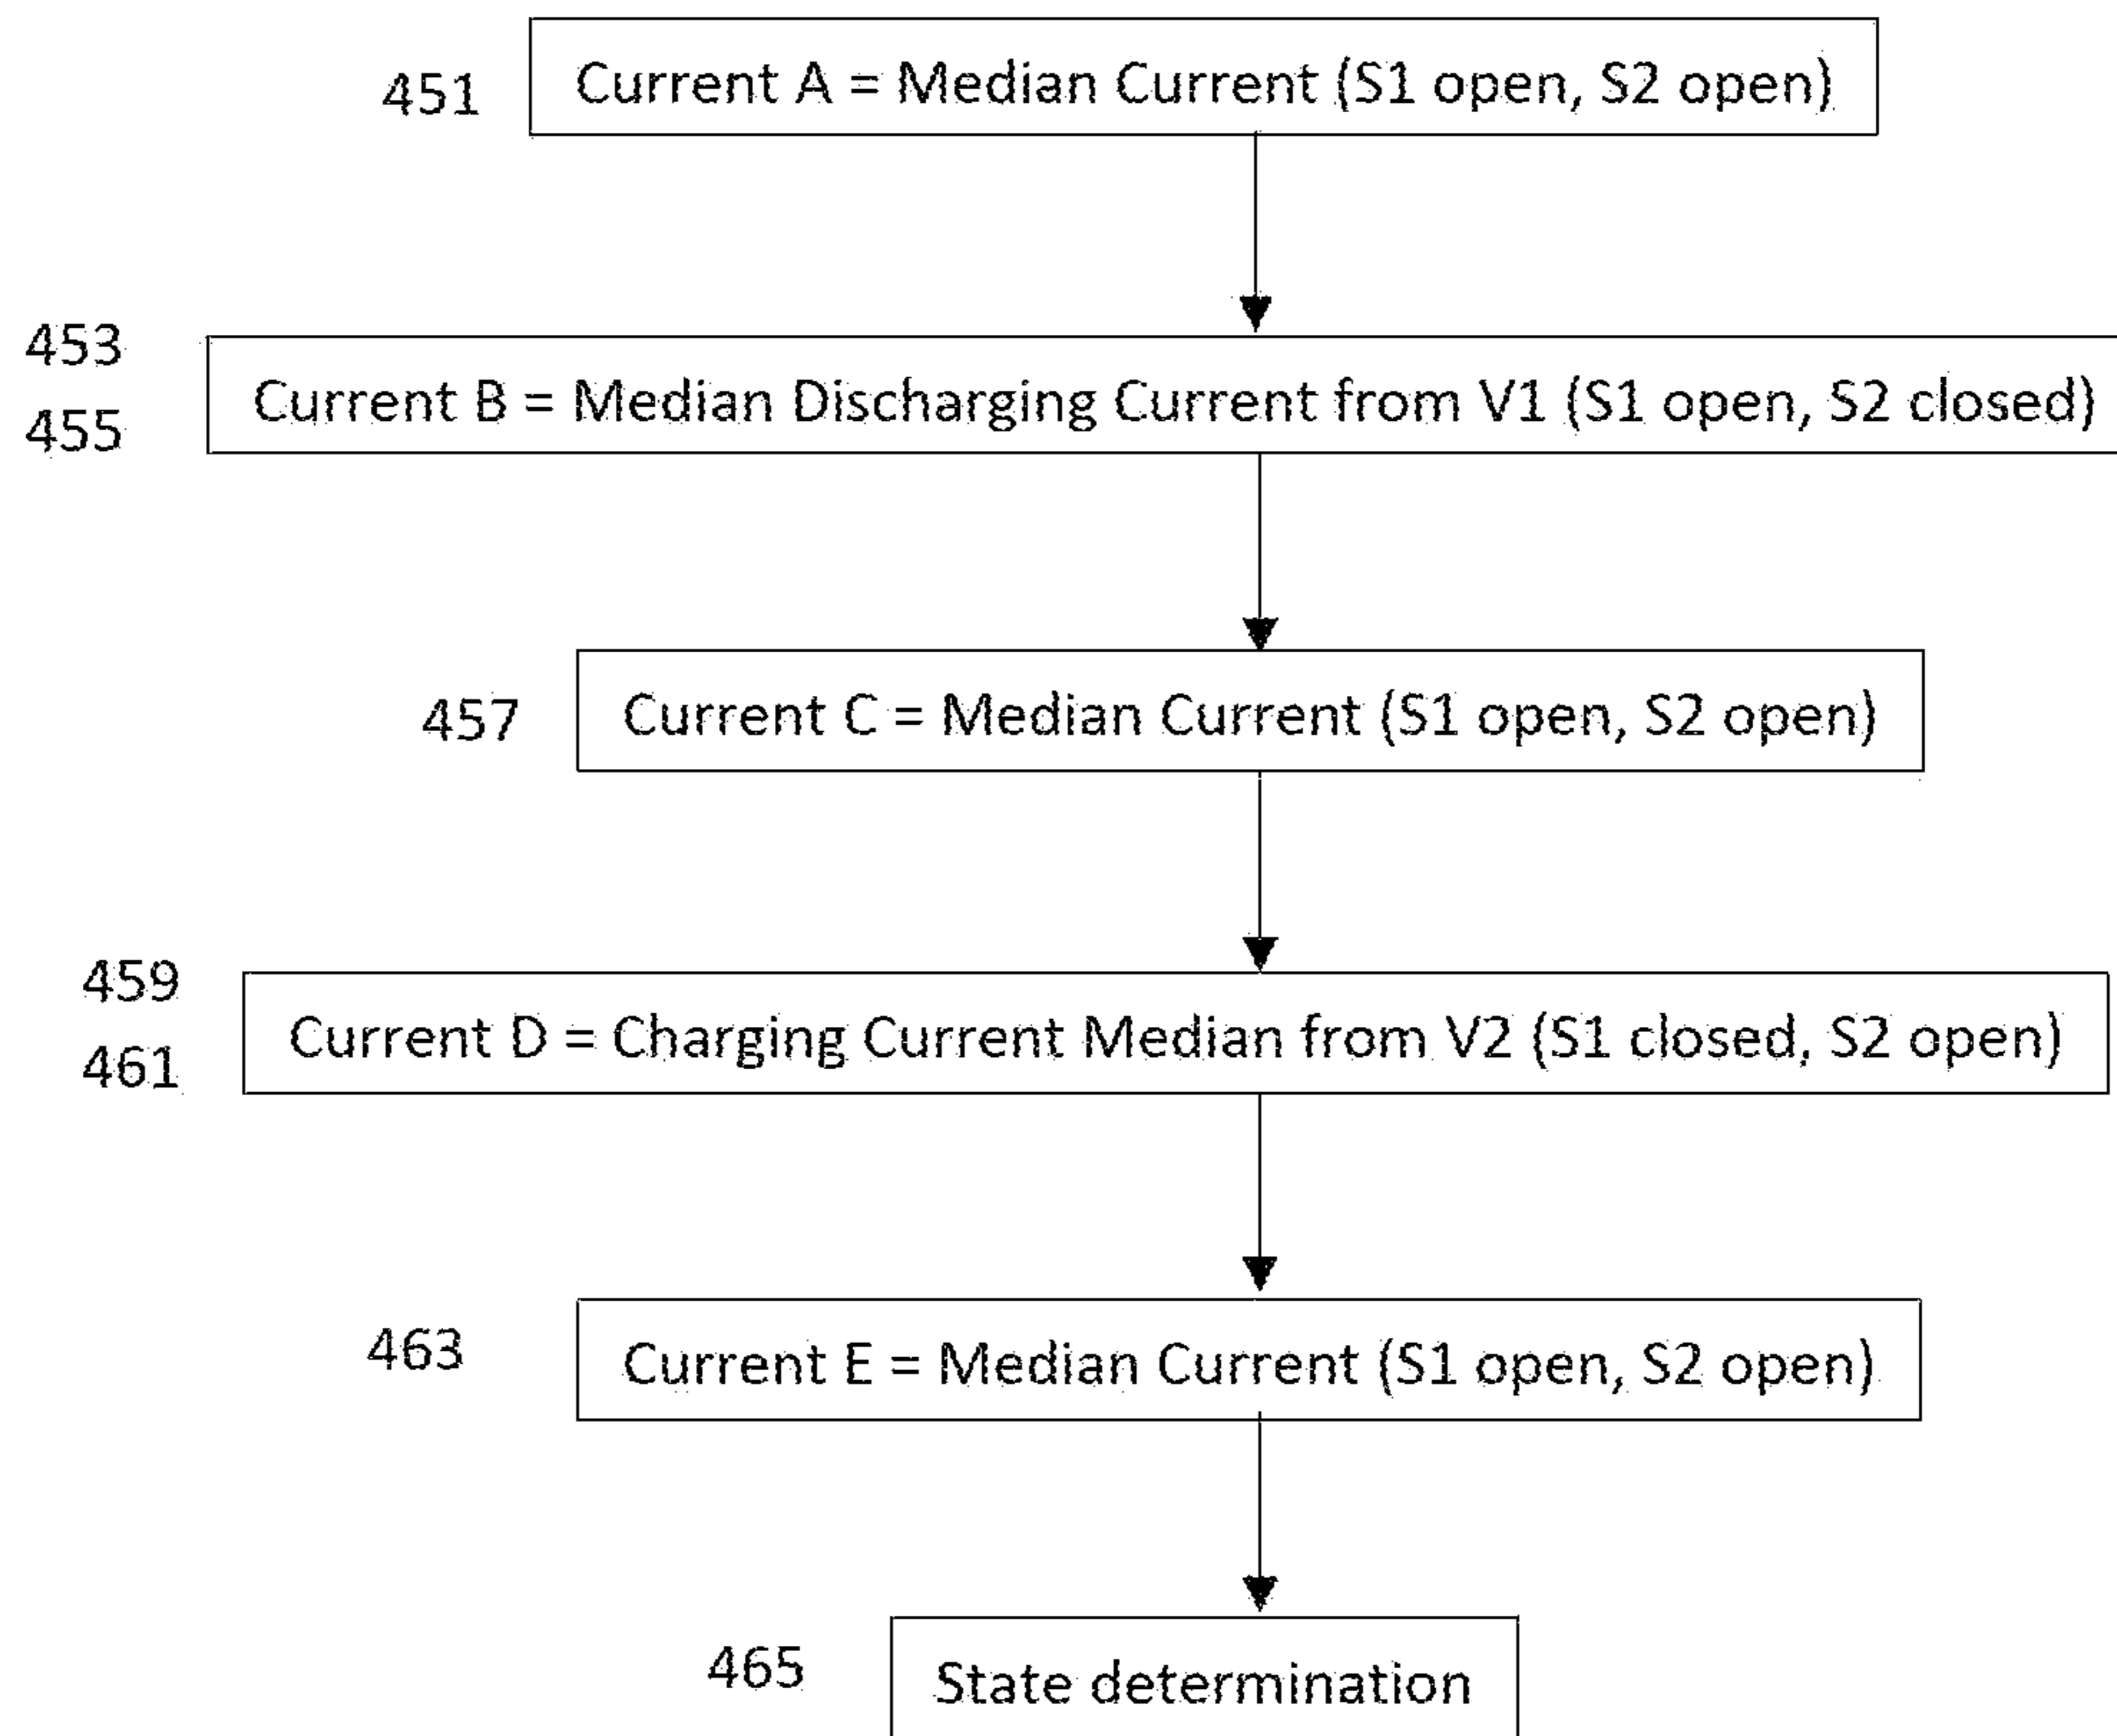 451
Current A = Median Current (S1 open, S2 open)
453
455
Current B = Median Discharging Current from V1 (S1 open, S2 closed)
457
Current C = Median Current (S1 open, S2 open)
459
461
Current D = Charging Current Median from V2 (S1 closed, S2 open)
463
Current E = Median Current (S1 open, S2 open)
465
State determination